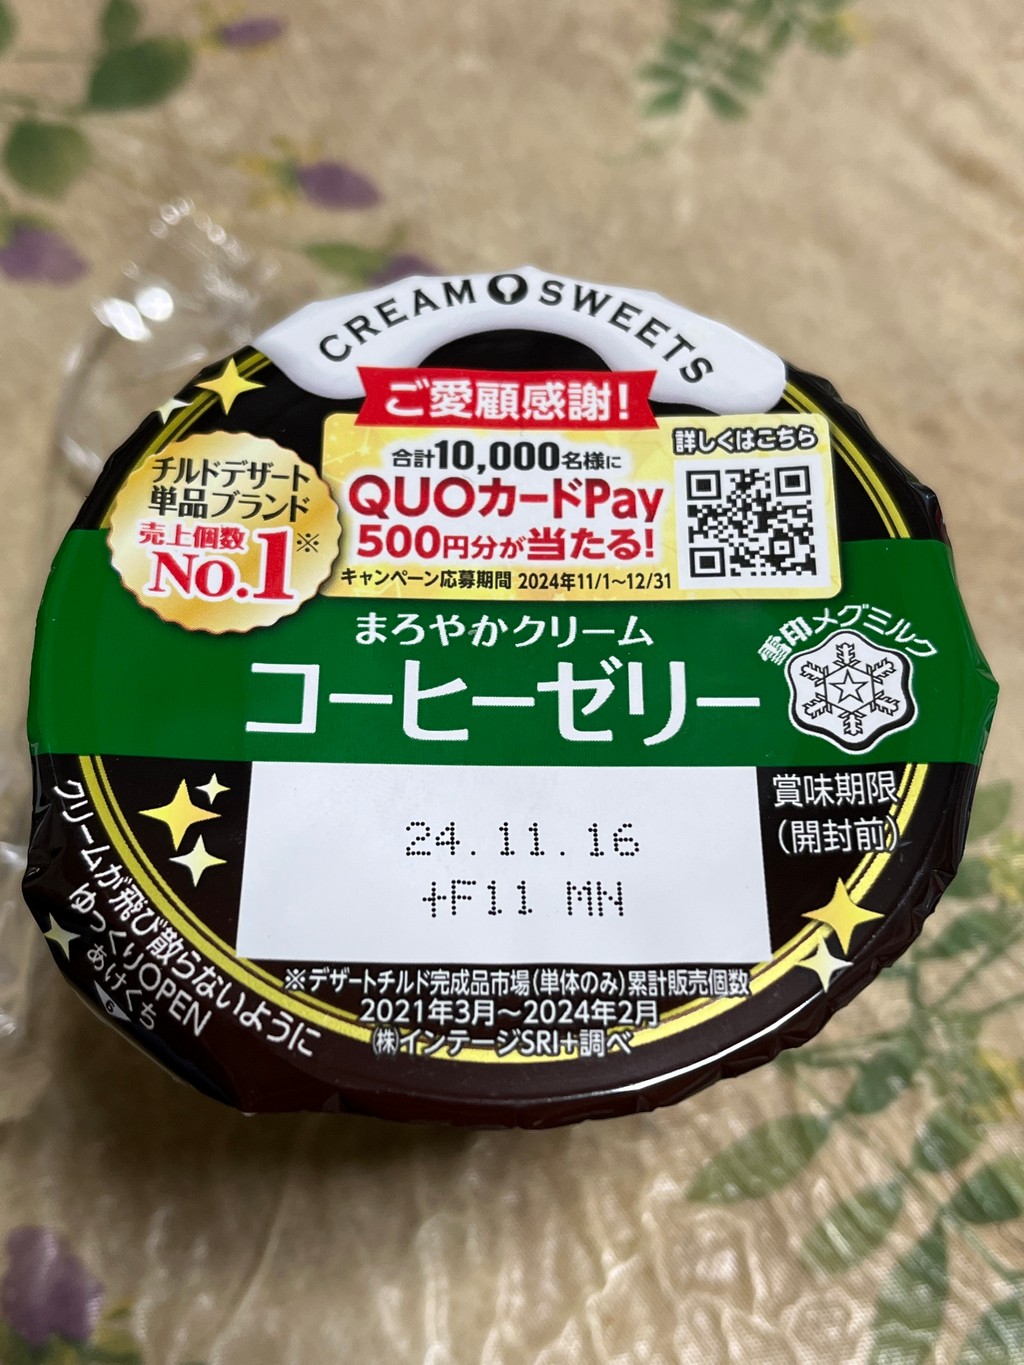 CREAM SWEETS
ご愛顧感謝!
合計10,000名様に
QUOカードPay
500円分が当たる!
キャンペーン応募期間 2024年11/1~12/31
詳しくはこちら
チルドデザート
単品ブランド
売上個数
No.1※
まろやかクリーム
コーヒーゼリー
雪印メグミルク
24.11.16
+F11 MN
賞味期限
(開封前)
クリームが飛び散らないように
ゆっくりOPEN
あけくち
※デザートチルド完成品市場(単体のみ)累計販売個数
2021年3月~2024年2月
(株)インテージSRI+調べ